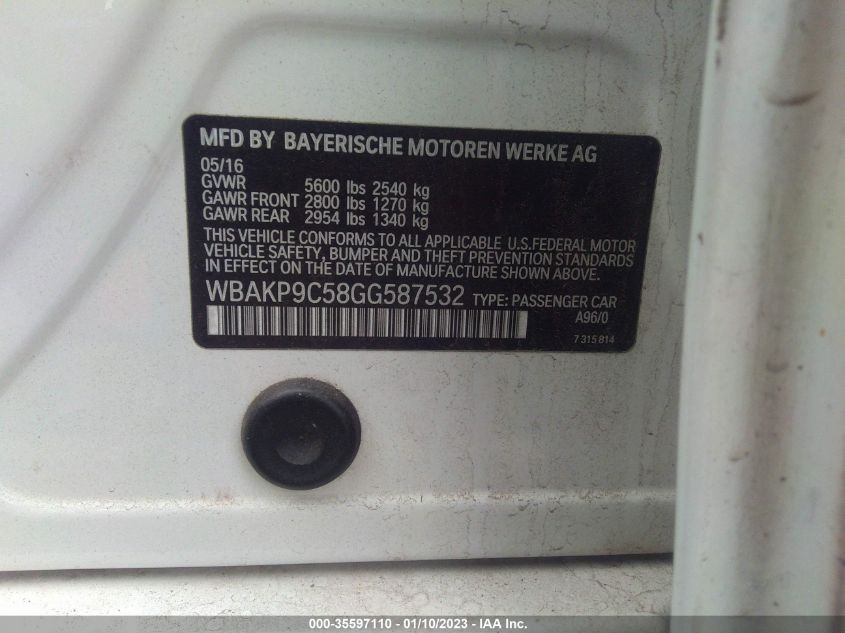 MFD BY BAYERISCHE MOTOREN WERKE AG
05/16
GVWR 5600 lbs 2540 kg
GAWR FRONT 2800 lbs 1270 kg
GAWR REAR 2954 lbs 1340 kg
THIS VEHICLE CONFORMS TO ALL APPLICABLE U.S.FEDERAL MOTOR
VEHICLE SAFETY, BUMPER AND THEFT PREVENTION STANDARDS
IN EFFECT ON THE DATE OF MANUFACTURE SHOWN ABOVE.
WBAKP9C58GG587532 TYPE: PASSENGER CAR
A96/0
7 315 814
000-35597110 - 01/10/2023 - IAA Inc.